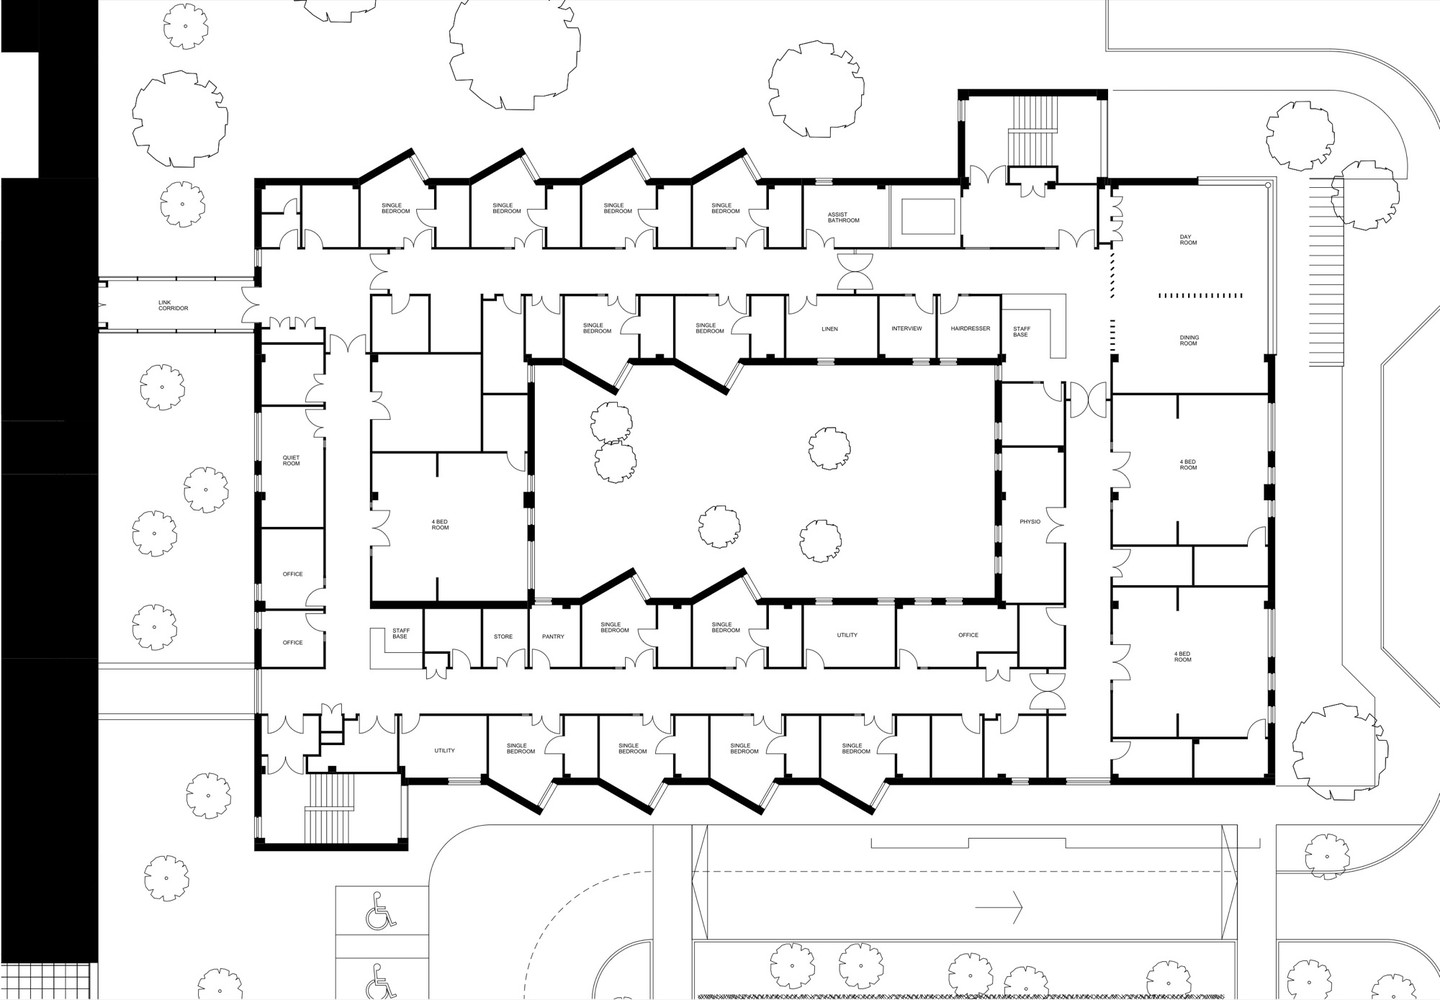 SINGLE
BEDROOM
SINGLE
BEDROOM
SINGLE
BEDROOM
SINGLE
BEDROOM
ASSIST
BATHROOM
DAY
ROOM
LINK
CORRIDOR
SINGLE
BEDROOM
SINGLE
BEDROOM
LINEN
INTERVIEW
HAIRDRESSER
STAFF
BASE
DINING
ROOM
QUIET
ROOM
4 BED
ROOM
4 BED
ROOM
PHYSIO
OFFICE
OFFICE
STAFF
BASE
STORE
PANTRY
SINGLE
BEDROOM
SINGLE
BEDROOM
UTILITY
OFFICE
4 BED
ROOM
UTILITY
SINGLE
BEDROOM
SINGLE
BEDROOM
SINGLE
BEDROOM
SINGLE
BEDROOM